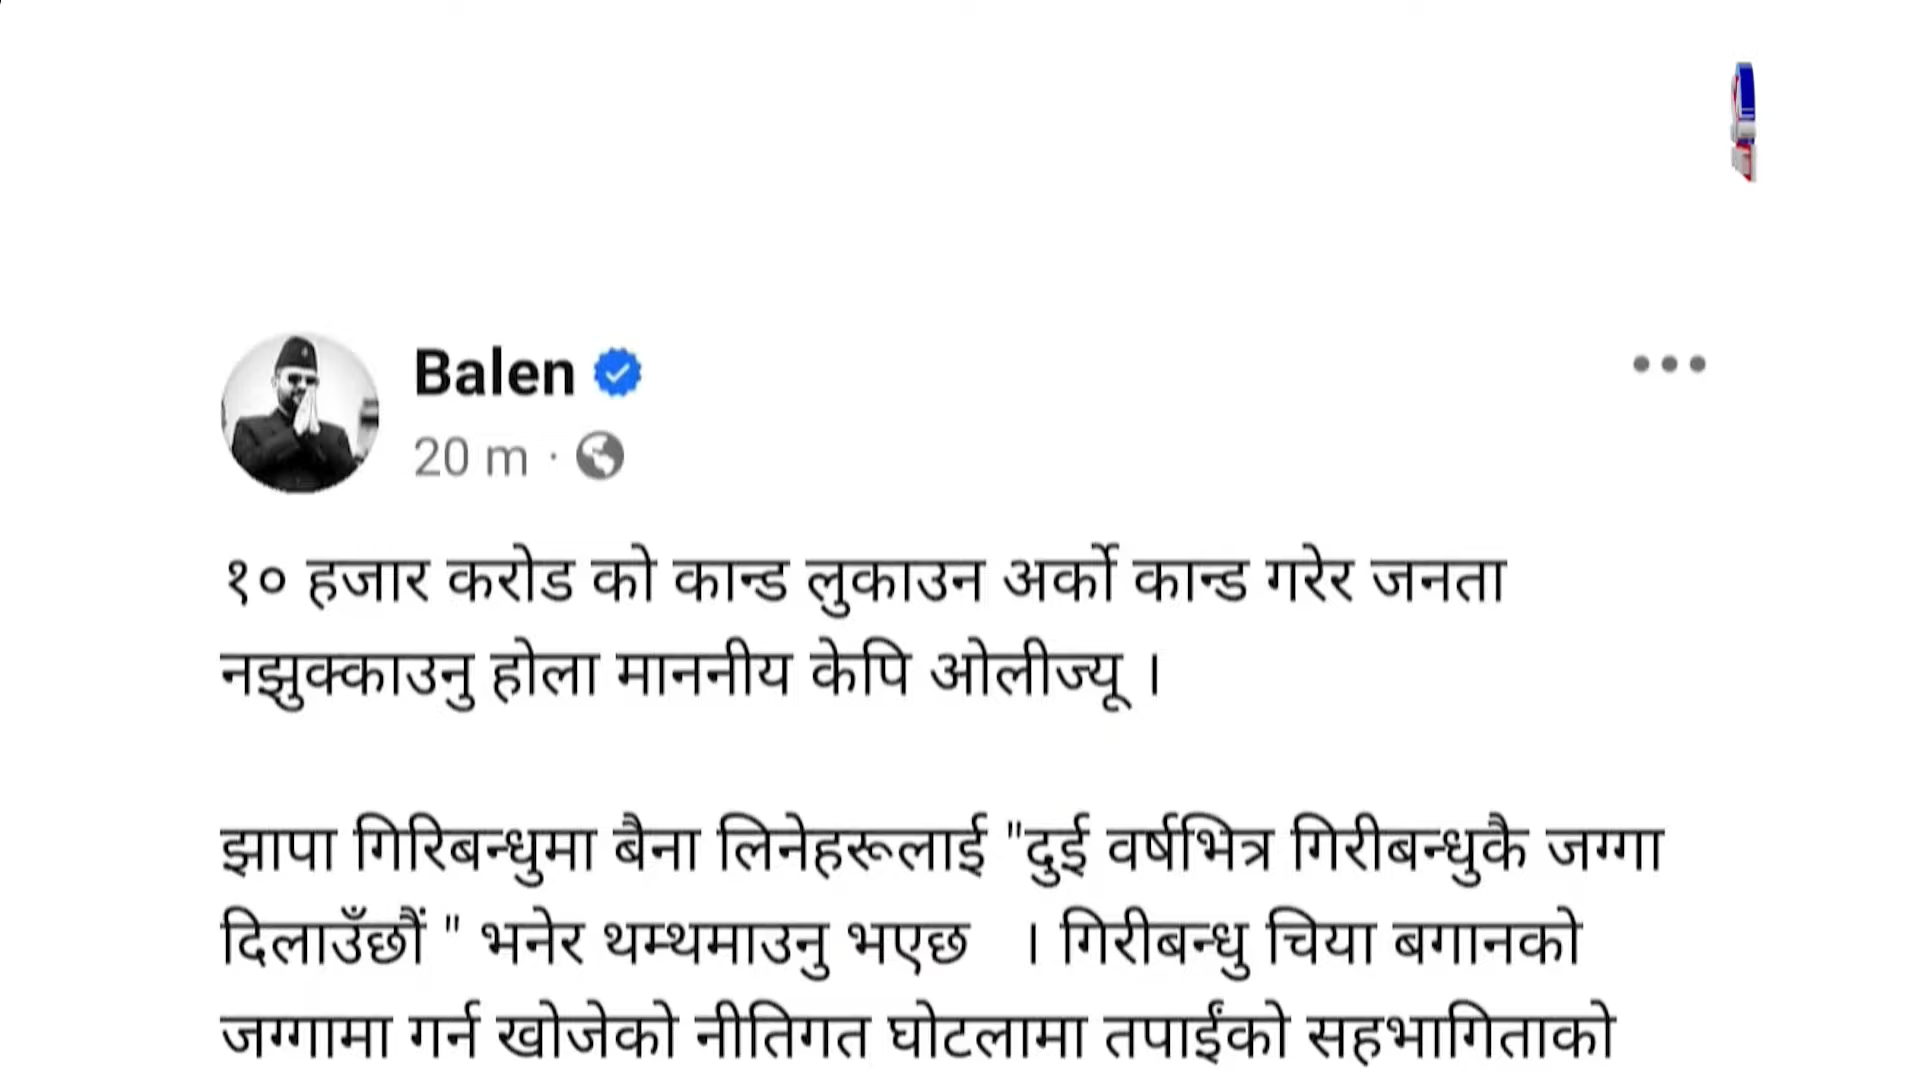 Balen
20 m ·
१० हजार करोड को कान्ड लुकाउन अर्को कान्ड गरेर जनता
नझुक्काउनु होला माननीय केपि ओलीज्यू ।
झापा गिरिबन्धुमा बैना लिनेहरूलाई "दुई वर्षभित्र गिरीबन्धुकै जग्गा
दिलाउँछौं " भनेर थम्थमाउनु भएछ । गिरीबन्धु चिया बगानको
जग्गामा गर्न खोजेको नीतिगत घोटलामा तपाईंको सहभागिताको